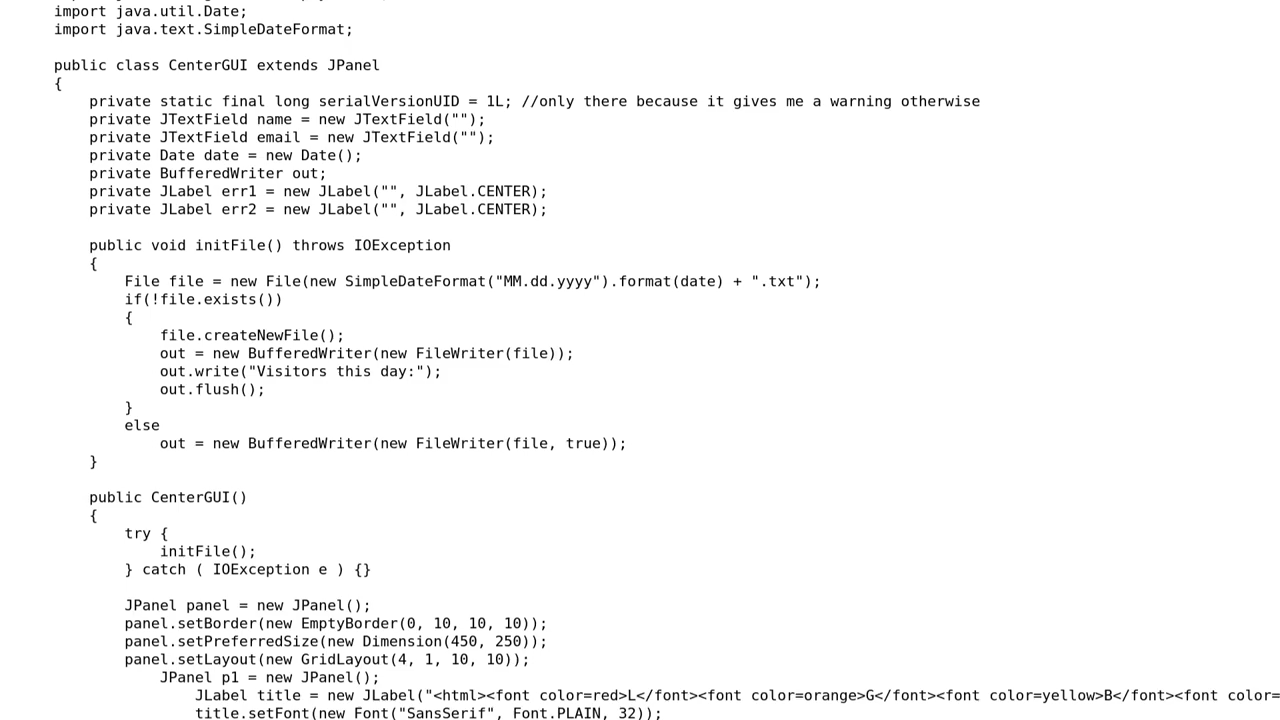 import java.util.Date;
import java.text.SimpleDateFormat;
public class CenterGUI extends JPanel
{
private static final long serialVersionUID = 1L; //only there because it gives me a warning otherwise
private JTextField name = new JTextField("");
private JTextField email = new JTextField("");
private Date date = new Date();
private BufferedWriter out;
private JLabel err1 = new JLabel("", JLabel.CENTER);
private JLabel err2 = new JLabel("", JLabel.CENTER);
public void initFile() throws IOException
{
File file = new File(new SimpleDateFormat("MM.dd.yyyy").format(date) + ".txt");
if(!file.exists())
{
file.createNewFile();
out = new BufferedWriter(new FileWriter(file));
out.write("Visitors this day:");
out.flush();
}
else
out = new BufferedWriter(new FileWriter(file, true));
}
public CenterGUI()
{
try {
initFile();
} catch ( IOException e ) {}
JPanel panel = new JPanel();
panel.setBorder(new EmptyBorder(0, 10, 10, 10));
panel.setPreferredSize(new Dimension(450, 250));
panel.setLayout(new GridLayout(4, 1, 10, 10));
JPanel p1 = new JPanel();
JLabel title = new JLabel("<html><font color=red>L</font><font color=orange>G</font><font color=yellow>B</font><font color=
title.setFont(new Font("SansSerif", Font.PLAIN, 32));